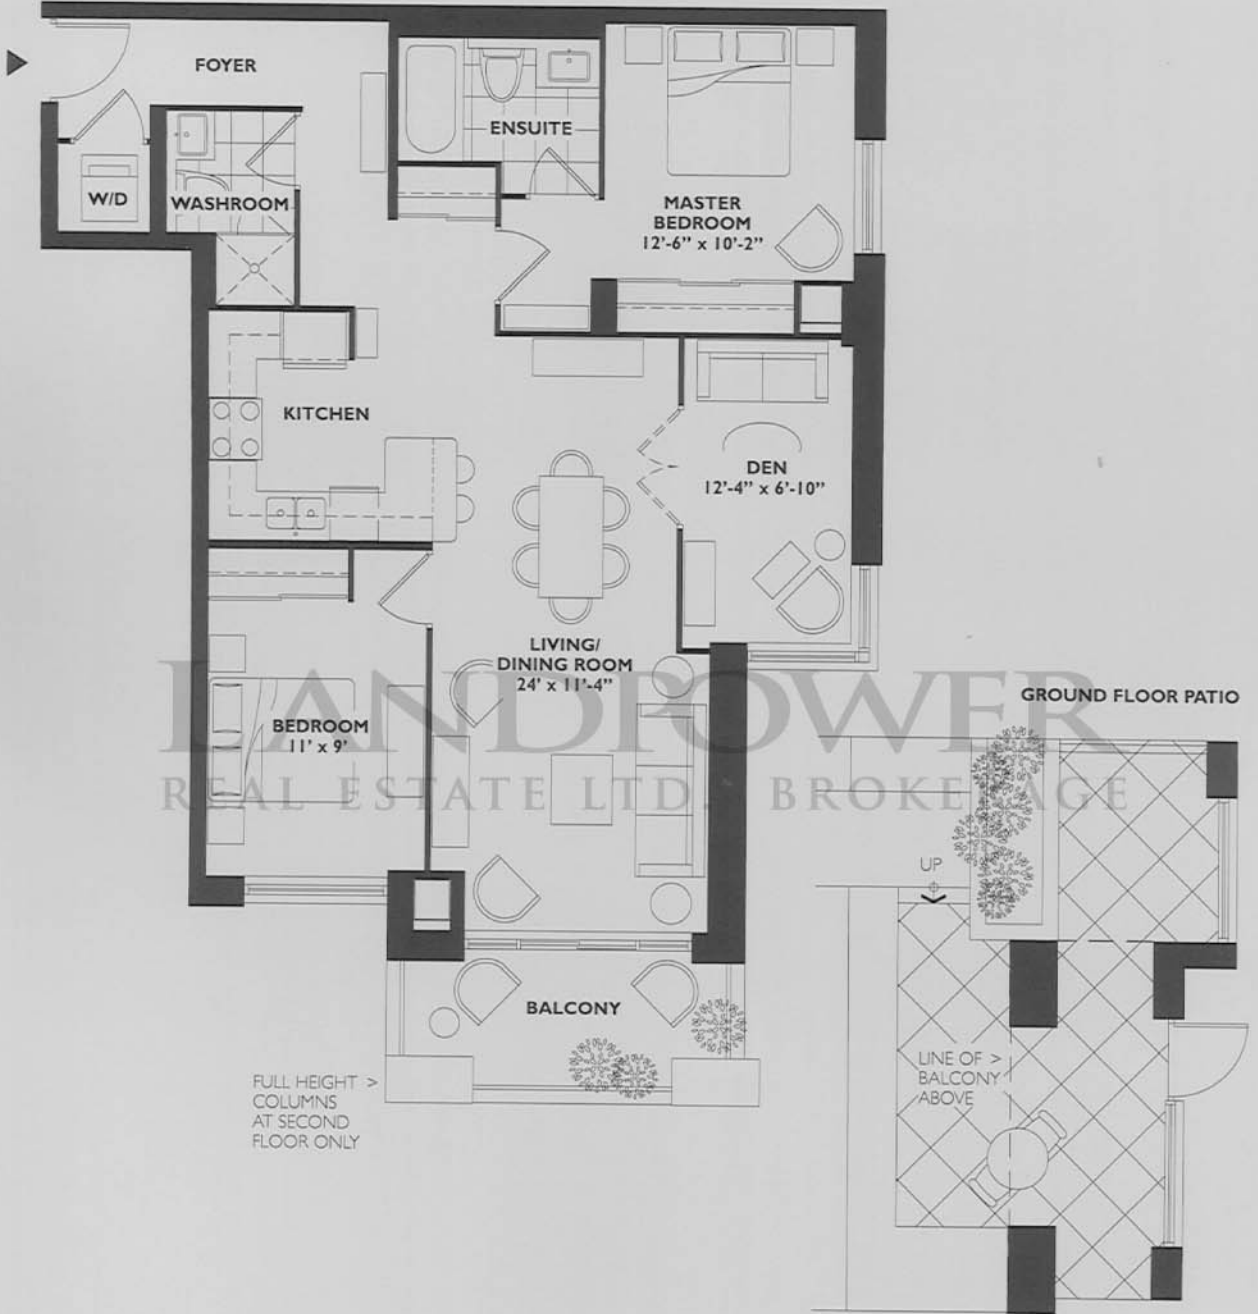 FOYER
ENSUITE
W/D
WASHROOM
MASTER
BEDROOM
12'-6" x 10'-2"
KITCHEN
DEN
12'-4" x 6'-10"
LIVING/
DINING ROOM
24' x 11'-4"
LANDPOWER
REAL ESTATE LTD. BROKERAGE
BEDROOM
11' x 9'
GROUND FLOOR PATIO
UP
BALCONY
LINE OF >
BALCONY
ABOVE
FULL HEIGHT >
COLUMNS
AT SECOND
FLOOR ONLY